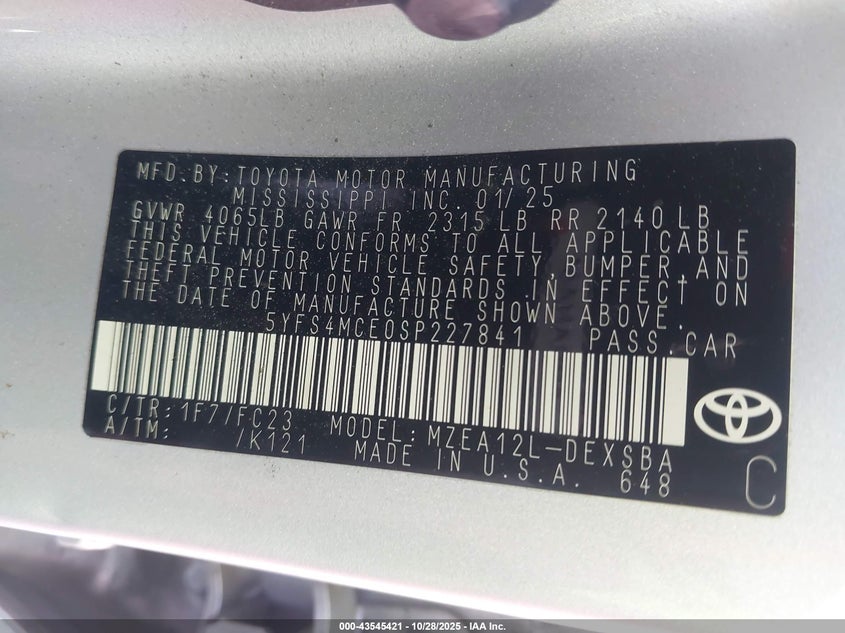 MFD.BY:TOYOTA MOTOR MANUFACTURING
MISSISSIPPI INC. 01/25
GVWR 4065LB GAWR FR 2315 LB RR 2140LB
THIS VEHICLE CONFORMS TO ALL APPLICABLE
FEDERAL MOTOR VEHICLE SAFETY,BUMPER,AND
THEFT PREVENTION STANDARDS IN EFFECT ON
THE DATE OF MANUFACTURE SHOWN ABOVE.
5YFS4MCE0SP227841 PASS.CAR
C/TR:1F7/FC23 MODEL:MZEA12L-DEXSBA
A/TM: /K121 MADE IN U.S.A. 648
C
000-43545421 - 10/28/2025 - IAA Inc.